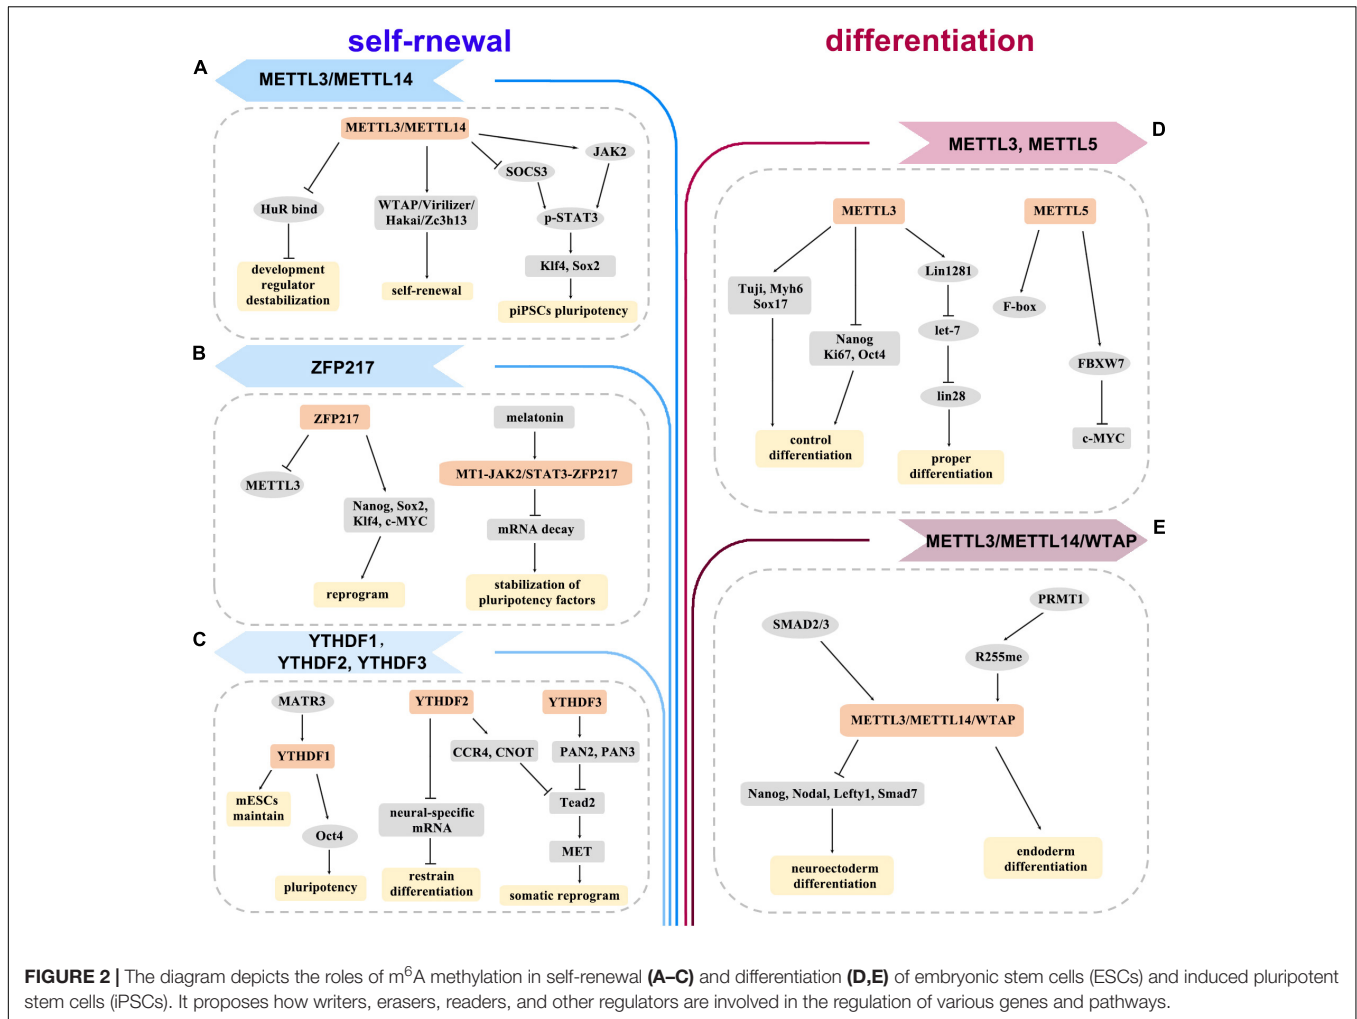 self-rnewal
differentiation
A
METTL3/METTL14
METTL3/METTL14
JAK2
SOCS3
HuR bind
WTAP/Virilizer/
Hakai/Zc3h13
p-STAT3
Klf4, Sox2
development
regulator
destabilization
self-renewal
piPSCs pluripotency
B
ZFP217
ZFP217
melatonin
METTL3
MT1-JAK2/STAT3-ZFP217
Nanog, Sox2,
Klf4, c-MYC
mRNA decay
reprogram
stabilization of
pluripotency factors
C
YTHDF1,
YTHDF2, YTHDF3
MATR3
YTHDF2
YTHDF3
YTHDF1
CCR4, CNOT
PAN2, PAN3
mESCs
maintain
neural-specific
mRNA
Tead2
Oct4
MET
pluripotency
restrain
differentiation
somatic reprogram
D
METTL3, METTL5
METTL3
METTL5
Lin1281
Tuji, Myh6
Sox17
F-box
let-7
Nanog
Ki67, Oct4
FBXW7
lin28
c-MYC
control
differentiation
proper
differentiation
E
METTL3/METTL14/WTAP
PRMT1
SMAD2/3
R255me
METTL3/METTL14/WTAP
Nanog, Nodal, Lefty1, Smad7
endoderm
differentiation
neuroectoderm
differentiation
FIGURE 2 | The diagram depicts the roles of m⁶A methylation in self-renewal (A–C) and differentiation (D,E) of embryonic stem cells (ESCs) and induced pluripotent
stem cells (iPSCs). It proposes how writers, erasers, readers, and other regulators are involved in the regulation of various genes and pathways.